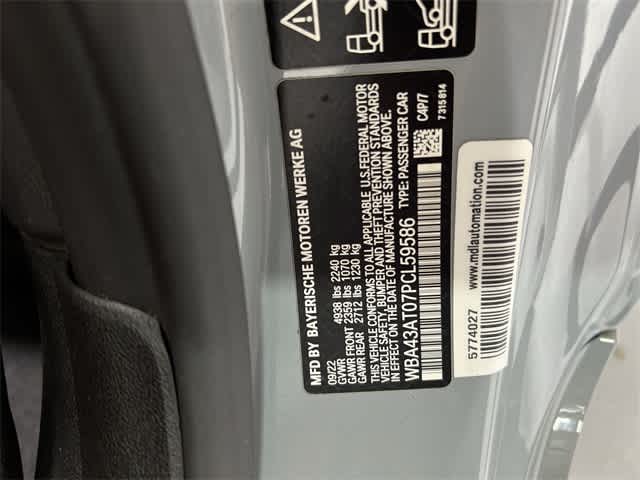 MFD BY BAYERISCHE MOTOREN WERKE AG
09/22
GVWR 4938 lbs 2240 kg
GAWR FRONT 2359 lbs 1070 kg
GAWR REAR 2712 lbs 1230 kg
THIS VEHICLE CONFORMS TO ALL APPLICABLE U.S. FEDERAL MOTOR
VEHICLE SAFETY, BUMPER AND THEFT PREVENTION STANDARDS
IN EFFECT ON THE DATE OF MANUFACTURE SHOWN ABOVE.
WBA43AT07PCL59586 TYPE: PASSENGER CAR
C4P/7
7 315 814
5774027 www.mdlautomation.com